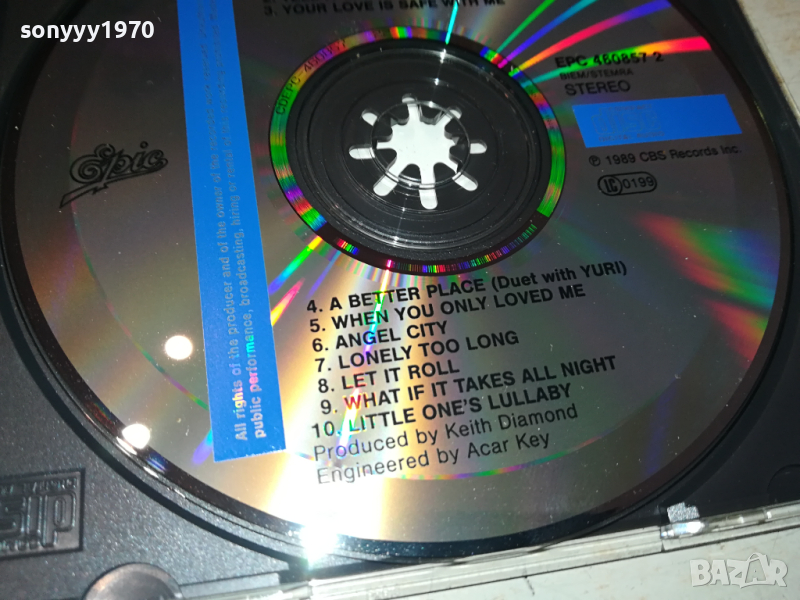 sonyyy1970
3. YOUR LOVE IS SAFE WITH ME
EPC 460857 2
BIEM/STEMRA
STEREO
Epic
℗ 1989 CBS Records Inc.
LC 0199
4. A BETTER PLACE (Duet with YURI)
5. WHEN YOU ONLY LOVED ME
6. ANGEL CITY
7. LONELY TOO LONG
8. LET IT ROLL
9. WHAT IF IT TAKES ALL NIGHT
10. LITTLE ONE'S LULLABY
Produced by Keith Diamond
Engineered by Acar Key
All rights of the producer and of the owner of the
public performance, broadcasting, hiring or
BAZAR